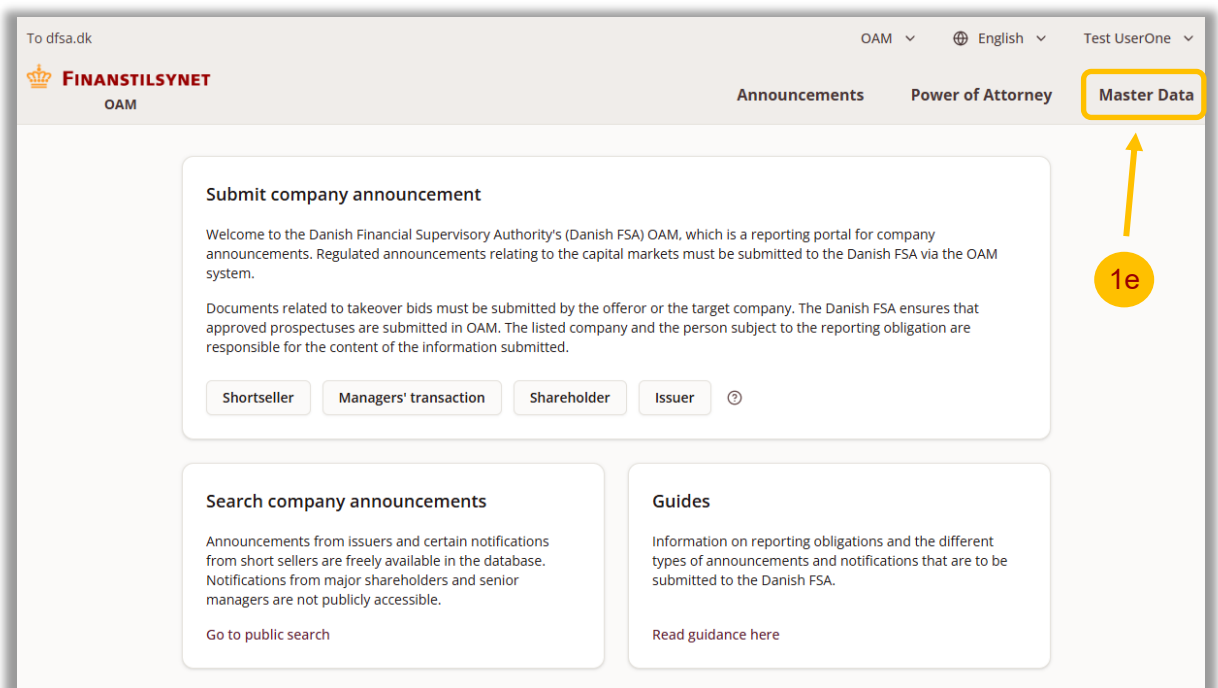 To dfsa.dk
OAM
English
Test UserOne
FINANSTILSYNET
OAM
Announcements
Power of Attorney
Master Data
1e
Submit company announcement
Welcome to the Danish Financial Supervisory Authority's (Danish FSA) OAM, which is a reporting portal for company
announcements. Regulated announcements relating to the capital markets must be submitted to the Danish FSA via the OAM
system.
Documents related to takeover bids must be submitted by the offeror or the target company. The Danish FSA ensures that
approved prospectuses are submitted in OAM. The listed company and the person subject to the reporting obligation are
responsible for the content of the information submitted.
Shortseller
Managers' transaction
Shareholder
Issuer
?
Search company announcements
Announcements from issuers and certain notifications
from short sellers are freely available in the database.
Notifications from major shareholders and senior
managers are not publicly accessible.
Go to public search
Guides
Information on reporting obligations and the different
types of announcements and notifications that are to be
submitted to the Danish FSA.
Read guidance here